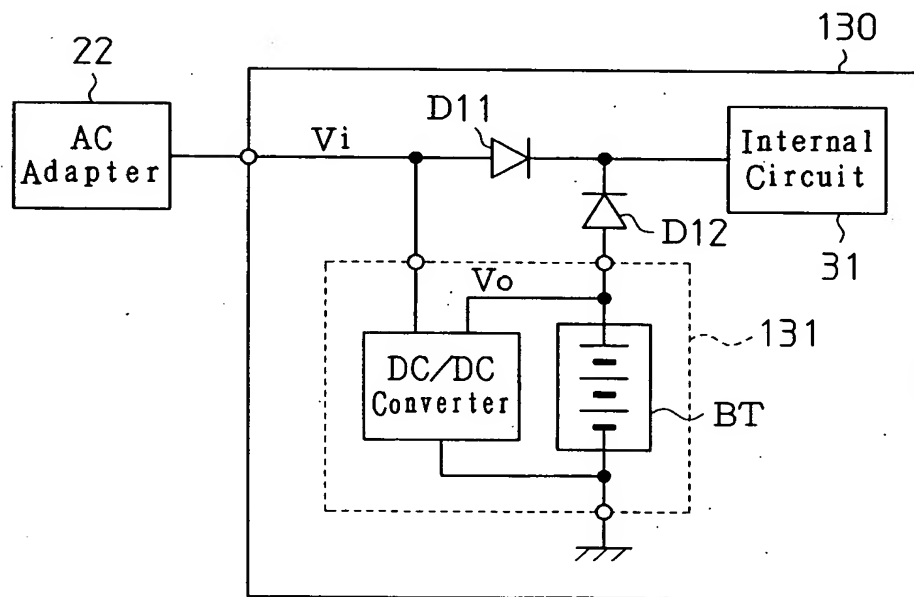 130
22
AC
Adapter
Vi
D11
Internal
Circuit
31
D12
Vo
DC/DC
Converter
131
BT